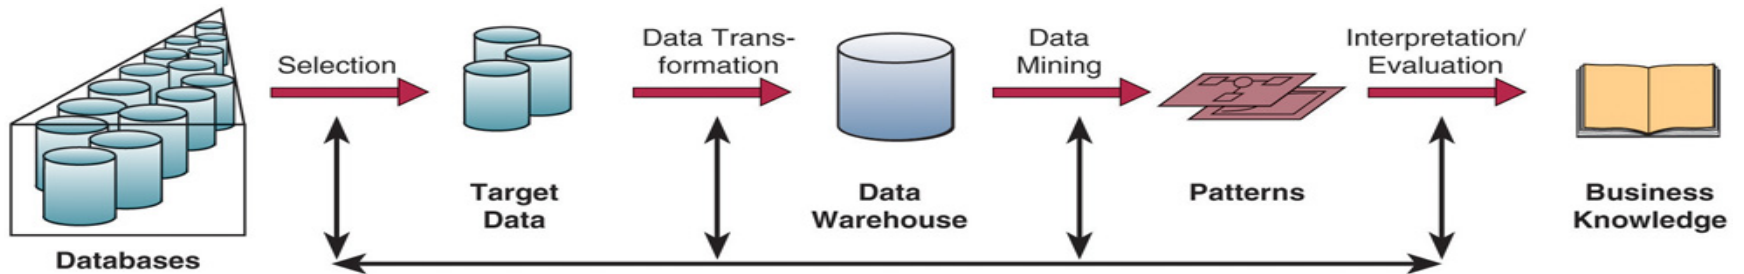 Databases
Selection
Target
Data
Data Trans-
formation
Data
Warehouse
Data
Mining
Patterns
Interpretation/
Evaluation
Business
Knowledge